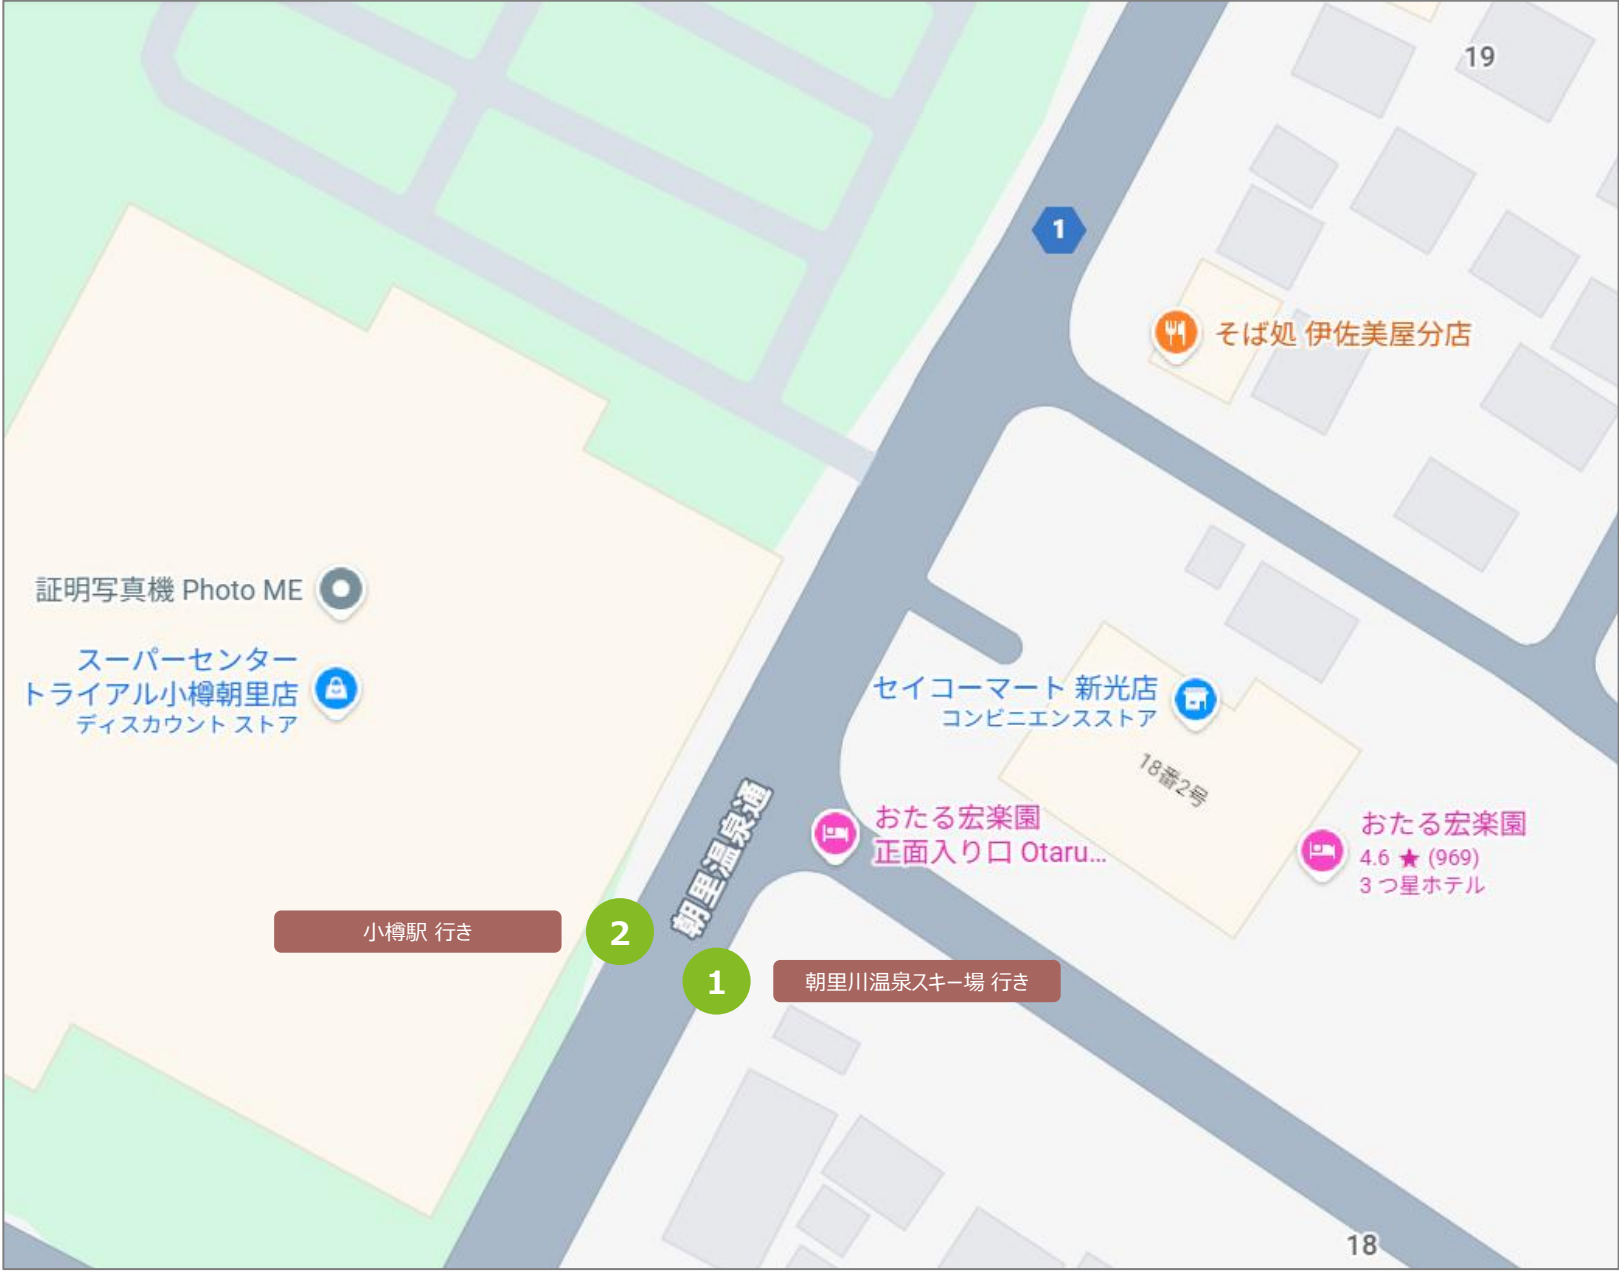 19
1
そば処 伊佐美屋分店
証明写真機 Photo ME
スーパーセンター
トライアル小樽朝里店
ディスカウント ストア
セイコーマート 新光店
コンビニエンスストア
18番2号
朝里温泉通
おたる宏楽園
正面入り口 Otaru...
おたる宏楽園
4.6 ★ (969)
3 つ星ホテル
小樽駅 行き
2
1
朝里川温泉スキー場 行き
18